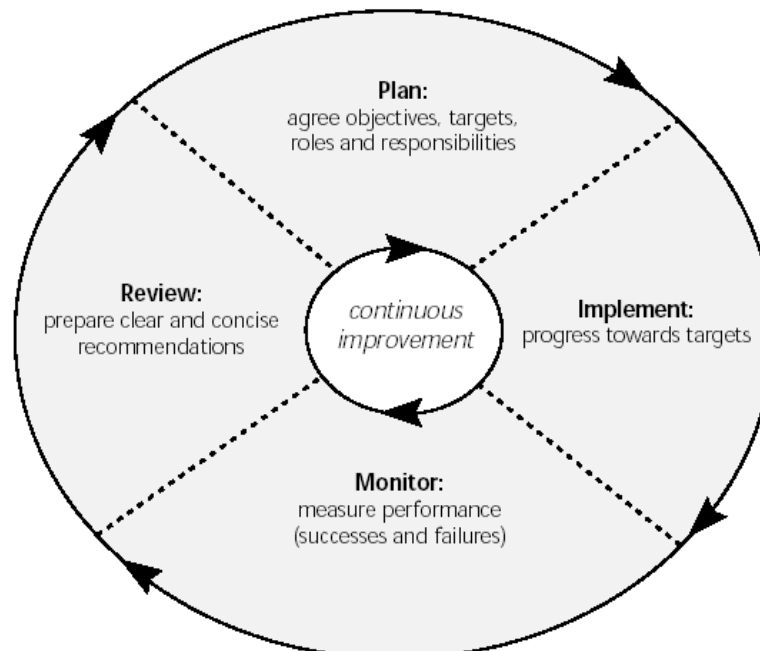 Plan:
agree objectives, targets,
roles and responsibilities
Review:
prepare clear and concise
recommendations
continuous
improvement
Implement:
progress towards targets
Monitor:
measure performance
(successes and failures)